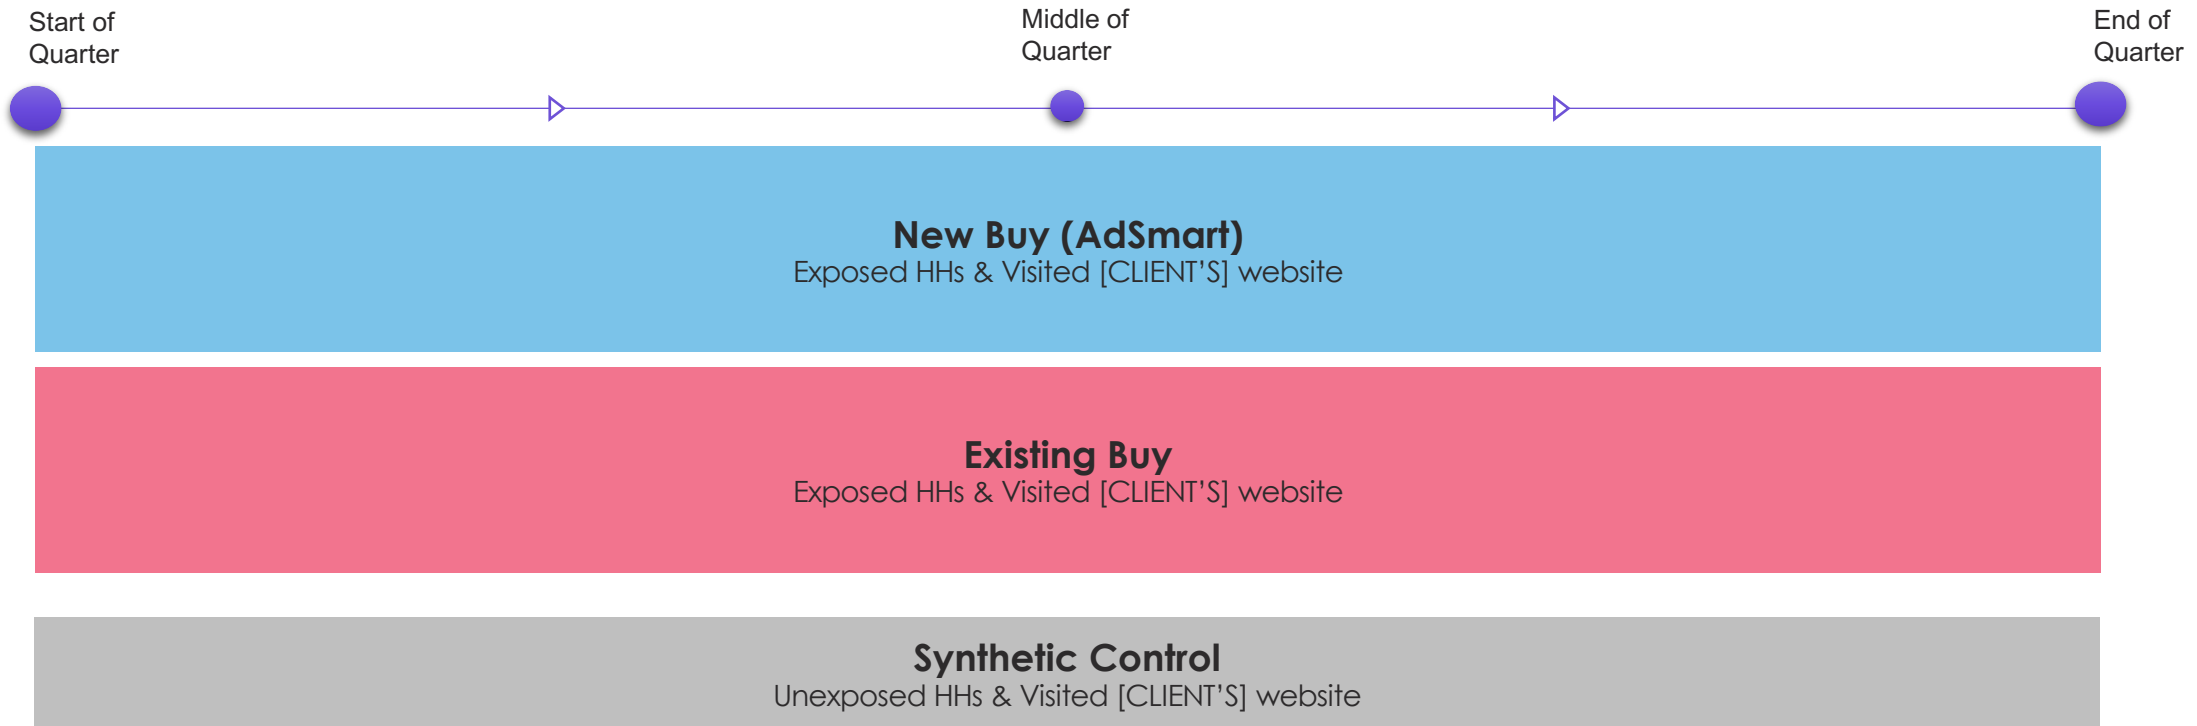 Start of
Quarter
Middle of
Quarter
End of
Quarter
New Buy (AdSmart)
Exposed HHs & Visited [CLIENT’S] website
Existing Buy
Exposed HHs & Visited [CLIENT’S] website
Synthetic Control
Unexposed HHs & Visited [CLIENT’S] website